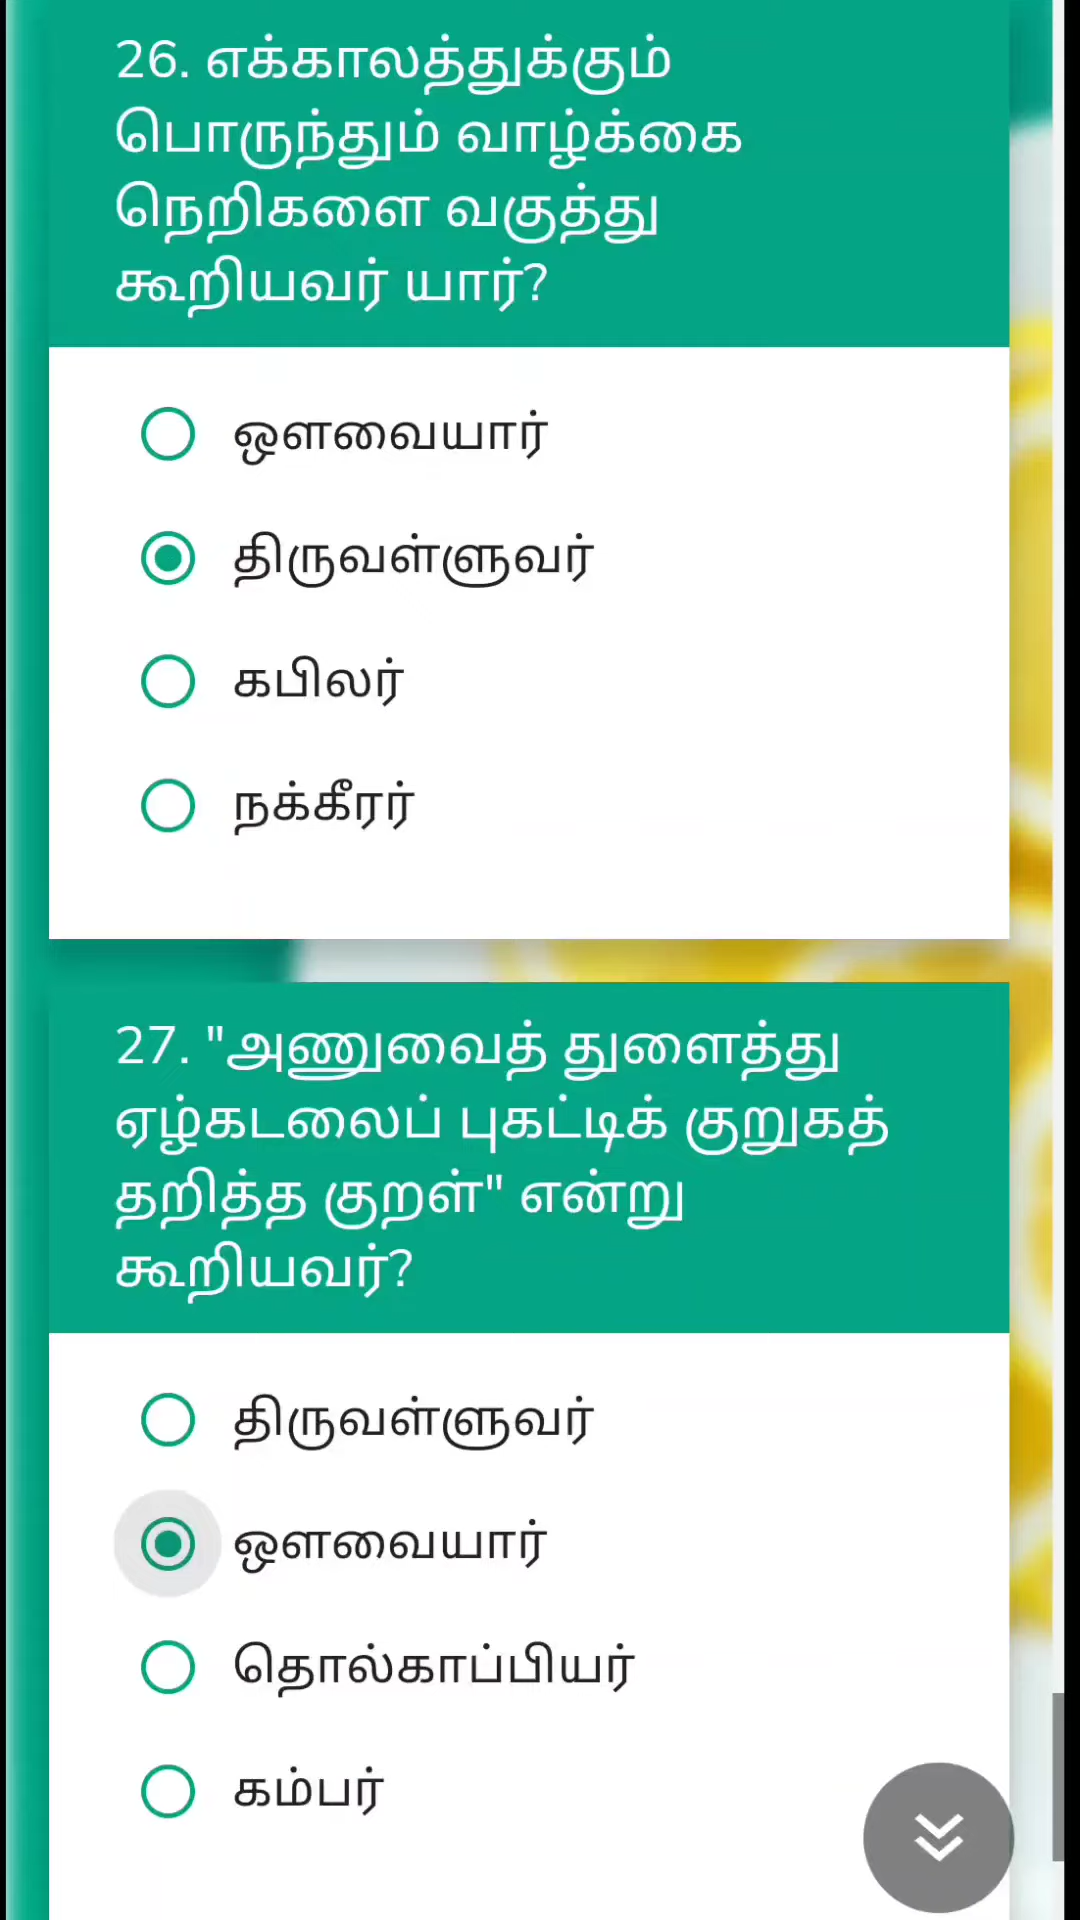 26. எக்காலத்துக்கும்
பொருந்தும் வாழ்க்கை
நெறிகளை வகுத்து
கூறியவர் யார்?
ஔவையார்
திருவள்ளுவர்
கபிலர்
நக்கீரர்
27. "அணுவைத் துளைத்து
ஏழ்கடலைப் புகட்டிக் குறுகத்
தறித்த குறள்" என்று
கூறியவர்?
திருவள்ளுவர்
ஔவையார்
தொல்காப்பியர்
கம்பர்